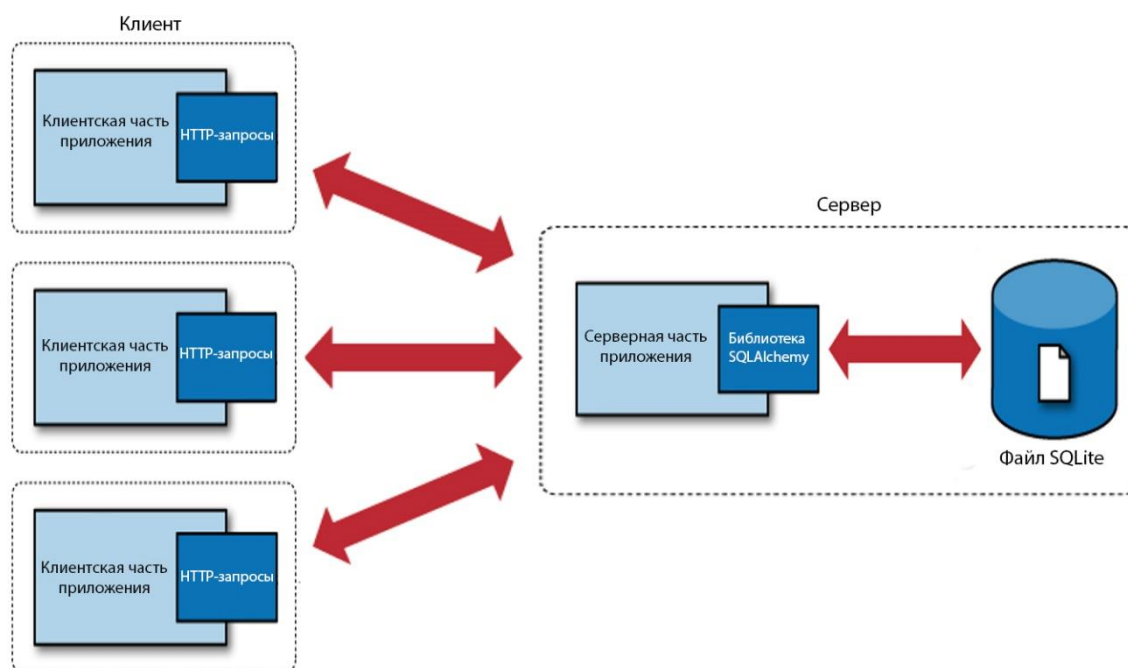 Клиент
Клиентская часть
приложения
HTTP-запросы
Клиентская часть
приложения
HTTP-запросы
Клиентская часть
приложения
HTTP-запросы
Сервер
Серверная часть
приложения
Библиотека
SQLAlchemy
Файл SQLite